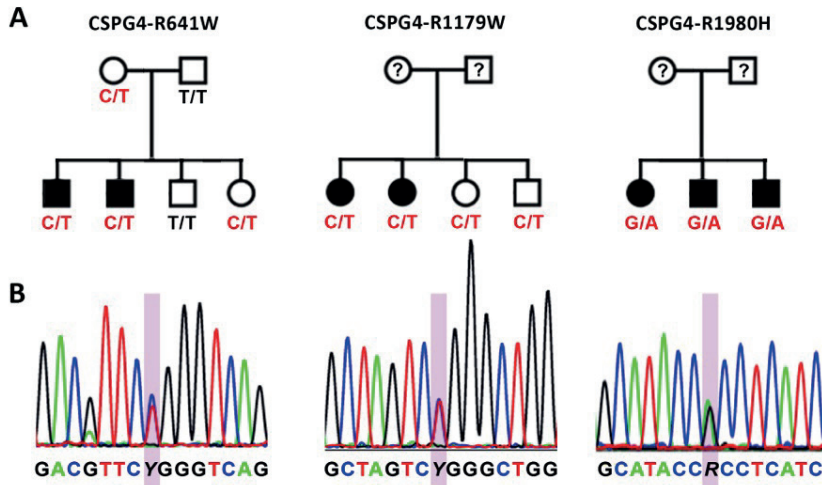 A
CSPG4-R641W CSPG4-R1179W CSPG4-R1980H
? ? ? ?
C/T T/T
C/T C/T T/T C/T C/T C/T C/T C/T G/A G/A G/A
B
GACGTTCYGGGTCAG GCTAGTCYGGGCTGG GCATACCRCCTCATC